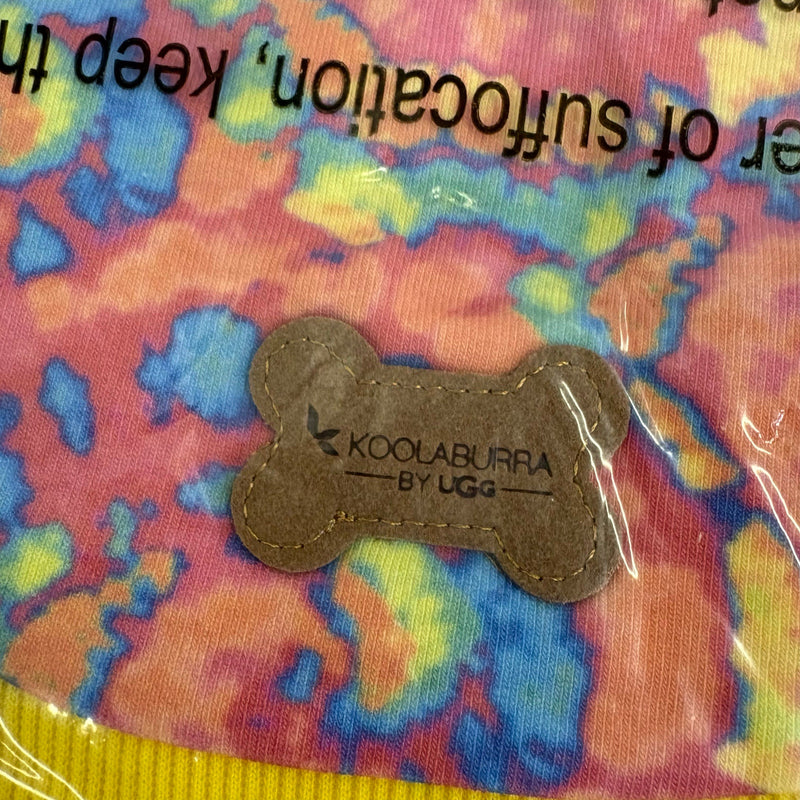 er of suffocation, keep th
KOOLABURRA
BY UGG